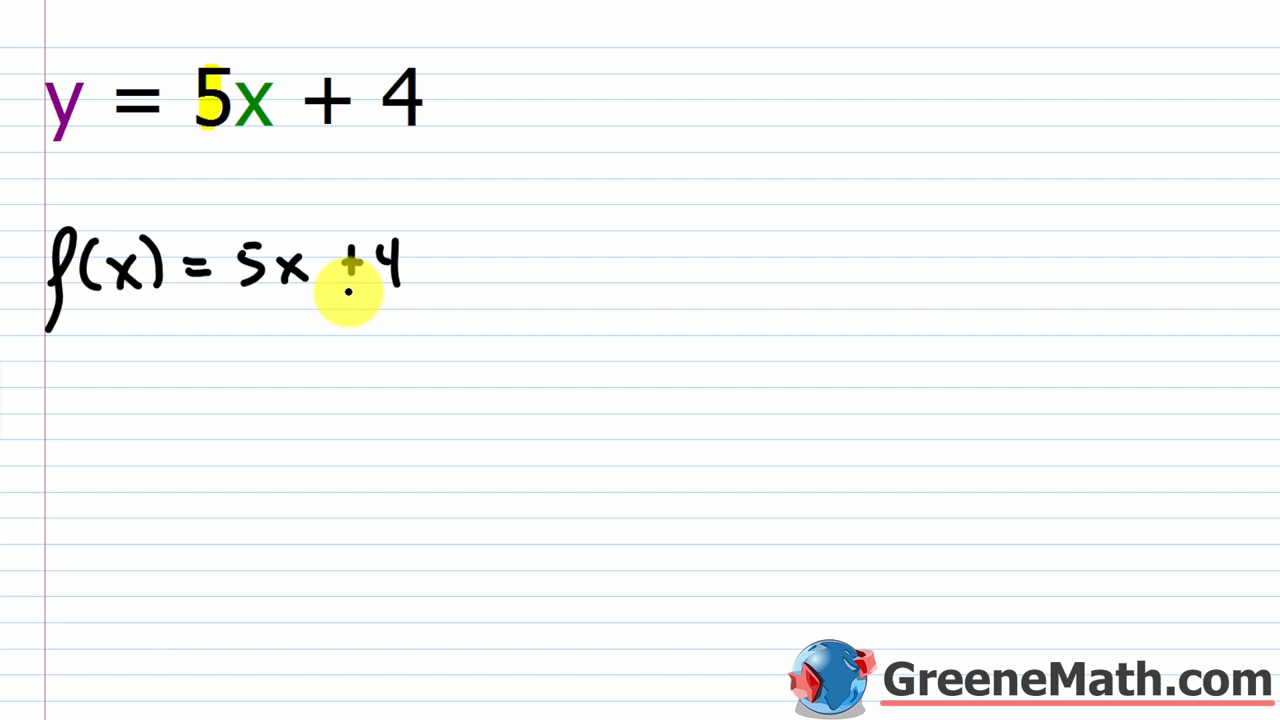 y = 5x + 4
f(x) = 5x + 4
GreeneMath.com